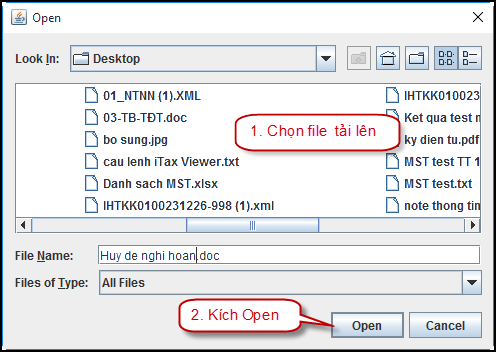 Open
Look In: Desktop
01_NTNN (1).XML
03-TB-TĐT.doc
bo sung.jpg
cau lenh iTax Viewer.txt
Danh sach MST.xlsx
IHTKK0100231226-998 (1).xml
IHTKK010023
Ket qua test m
ky dien tu.pdf
MST test TT 1
MST test.txt
note thong tin
1. Chọn file tải lên
File Name: Huy de nghi hoan.doc
Files of Type: All Files
2. Kích Open
Open Cancel